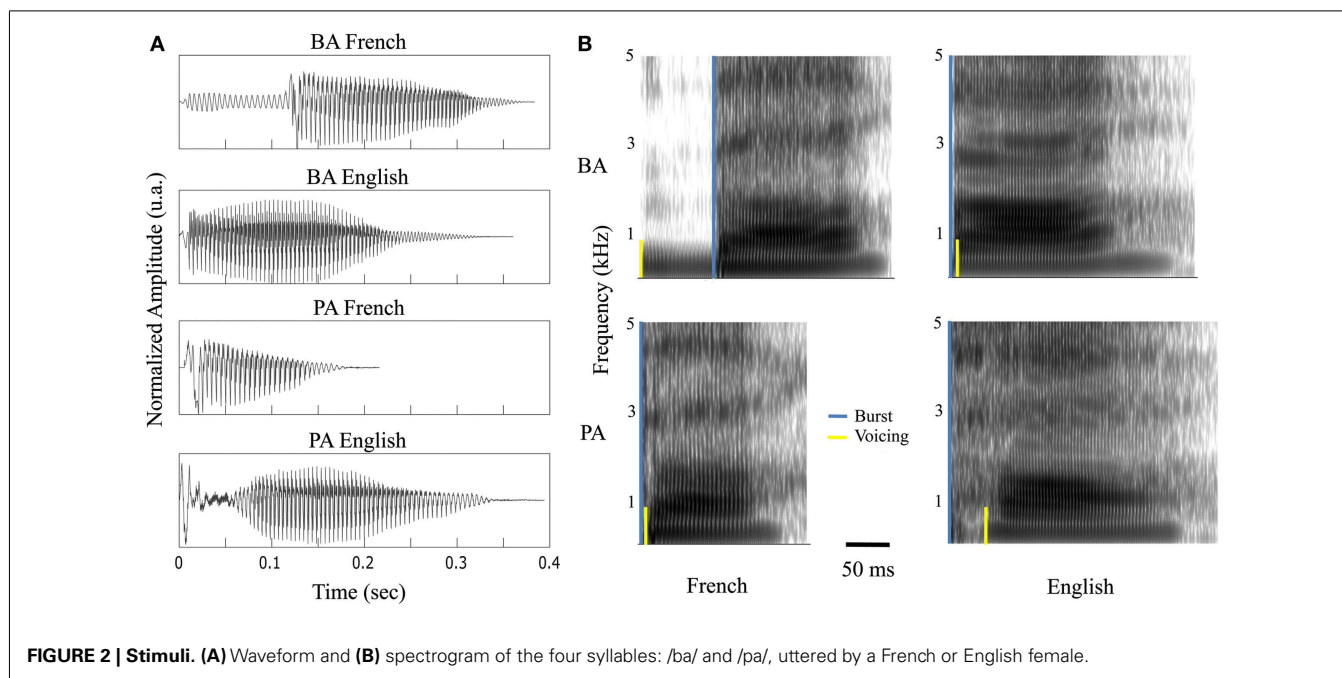 A
BA French
BA English
PA French
PA English
Normalized Amplitude (u.a.)
0 0.1 0.2 0.3 0.4
Time (sec)
B
5
3
1
BA
5
3
1
Frequency (kHz)
5
3
1
PA
Burst
Voicing
5
3
1
50 ms
French
English
FIGURE 2 | Stimuli. (A) Waveform and (B) spectrogram of the four syllables: /ba/ and /pa/, uttered by a French or English female.